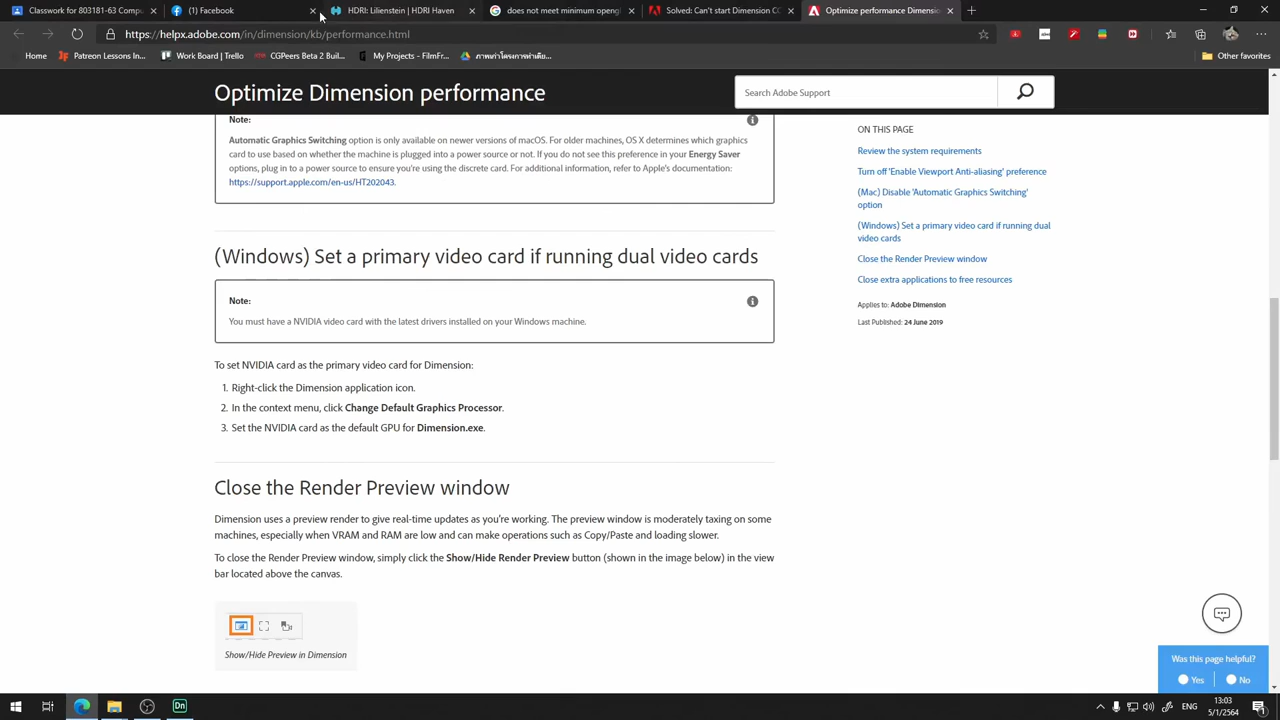 Classwork for 803181-63 Compu
(1) Facebook
HDRI: Lilienstein | HDRI Haven
does not meet minimum opengl
Solved: Can't start Dimension CC
Optimize Dimension performance
https://helpx.adobe.com/in/dimension/kb/performance.html
Home
Patreon Lessons In...
Work Board | Trello
CGPeers Beta 2 Buil...
My Projects - FilmFr...
Other favorites
Optimize Dimension performance
Search Adobe Support
Note:
Automatic Graphics Switching option is only available on newer versions of macOS. For older machines, OS X determines which graphics
card to use based on whether the machine is plugged into a power source or not. If you do not see this preference in your Energy Saver
options, plug in to a power source to ensure you're using the discrete card. For additional information, refer to Apple's documentation:
https://support.apple.com/en-us/HT202043.
ON THIS PAGE
Review the system requirements
Turn off 'Enable Viewport Anti-aliasing' preference
(Mac) Disable 'Automatic Graphics Switching'
option
(Windows) Set a primary video card if running dual
video cards
Close the Render Preview window
Close extra applications to free resources
Applies to: Adobe Dimension
Last Published: 24 June 2019
(Windows) Set a primary video card if running dual video cards
Note:
You must have a NVIDIA video card with the latest drivers installed on your Windows machine.
To set NVIDIA card as the primary video card for Dimension:
1. Right-click the Dimension application icon.
2. In the context menu, click Change Default Graphics Processor.
3. Set the NVIDIA card as the default GPU for Dimension.exe.
Close the Render Preview window
Dimension uses a preview render to give real-time updates as you're working. The preview window is moderately taxing on some
machines, especially when VRAM and RAM are low and can make operations such as Copy/Paste and loading slower.
To close the Render Preview window, simply click the Show/Hide Render Preview button (shown in the image below) in the view
bar located above the canvas.
Show/Hide Preview in Dimension
Was this page helpful?
Yes
No
Dn
ENG
13:03
5/1/2564